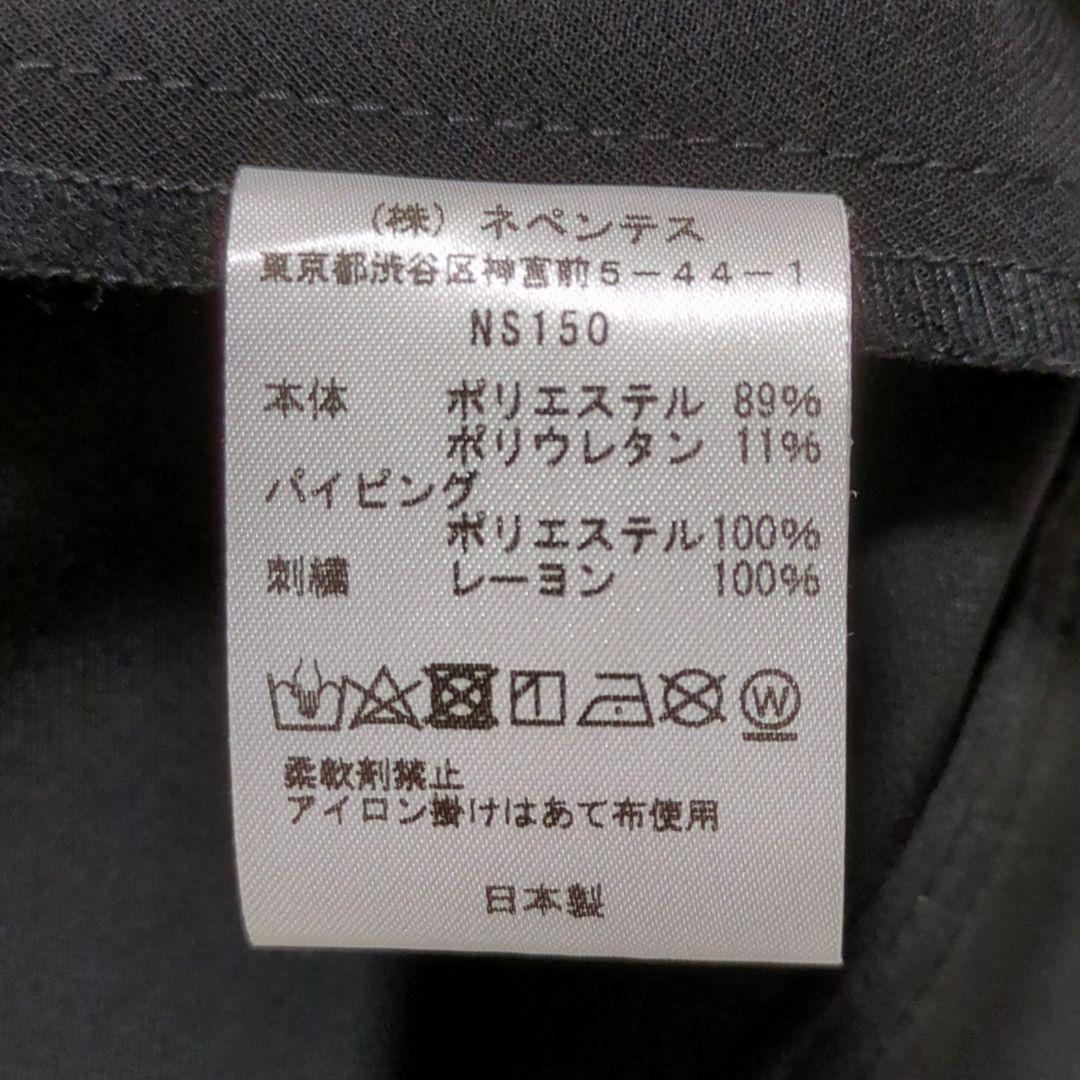 (株) ネペンテス
東京都渋谷区神宮前5-44-1
NS150
本体 ポリエステル 89%
ポリウレタン 11%
パイピング
ポリエステル 100%
刺繍 レーヨン 100%
W
柔軟剤禁止
アイロン掛けはあて布使用
日本製